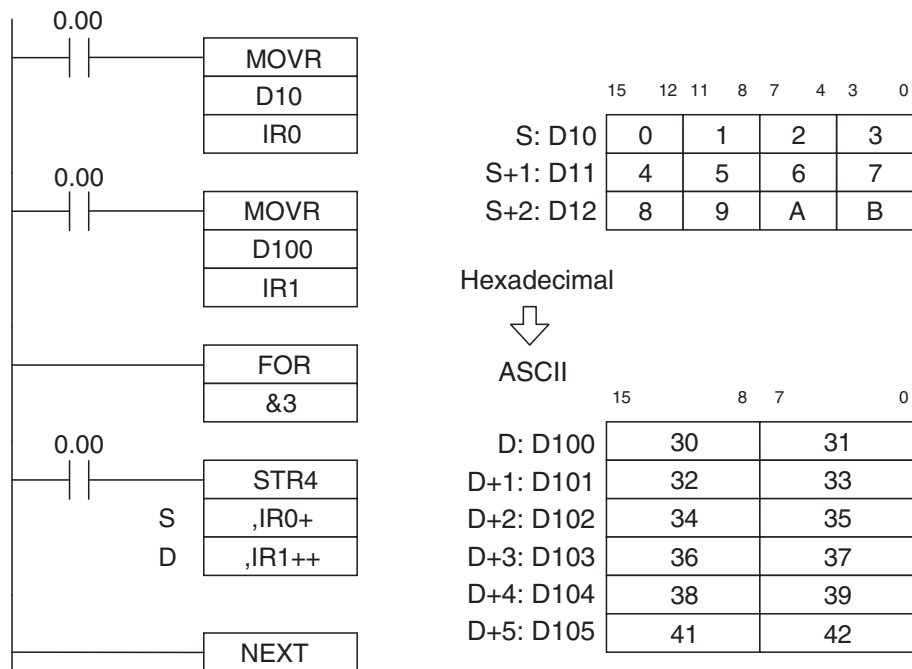 0.00
MOVR
D10
IR0
0.00
MOVR
D100
IR1
FOR
&3
0.00
STR4
S ,IR0+
D ,IR1++
NEXT
15 12 11 8 7 4 3 0
S: D10 0 1 2 3
S+1: D11 4 5 6 7
S+2: D12 8 9 A B
Hexadecimal
ASCII
15 8 7 0
D: D100 30 31
D+1: D101 32 33
D+2: D102 34 35
D+3: D103 36 37
D+4: D104 38 39
D+5: D105 41 42